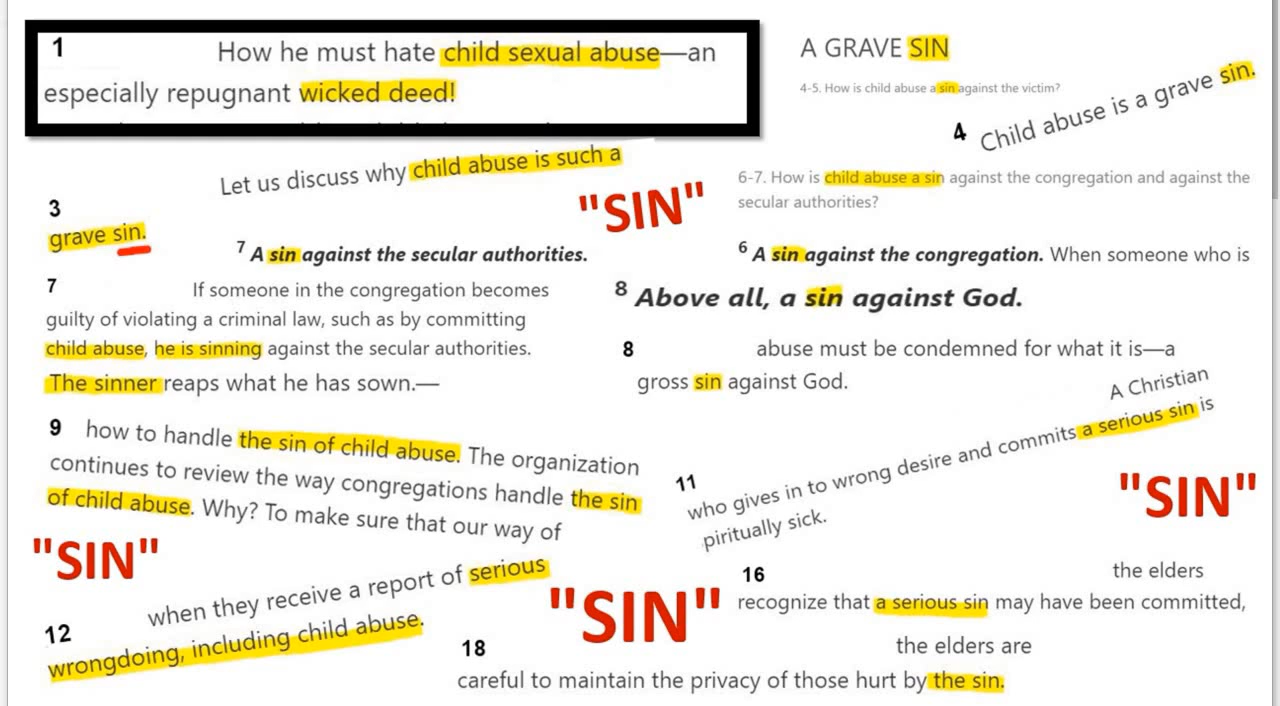 1 How he must hate child sexual abuse—an
especially repugnant wicked deed!
A GRAVE SIN
4-5. How is child abuse a sin against the victim?
4 Child abuse is a grave sin.
Let us discuss why child abuse is such a
3
grave sin.
"SIN"
6-7. How is child abuse a sin against the congregation and against the
secular authorities?
7 A sin against the secular authorities.
6 A sin against the congregation. When someone who is
7 If someone in the congregation becomes
guilty of violating a criminal law, such as by committing
child abuse, he is sinning against the secular authorities.
The sinner reaps what he has sown.—
8 Above all, a sin against God.
8 abuse must be condemned for what it is—a
gross sin against God.
9 how to handle the sin of child abuse. The organization
continues to review the way congregations handle the sin
of child abuse. Why? To make sure that our way of
A Christian
11 who gives in to wrong desire and commits a serious sin is
piritually sick.
"SIN"
"SIN"
12 when they receive a report of serious
wrongdoing, including child abuse.
"SIN"
16 the elders
recognize that a serious sin may have been committed,
18 the elders are
careful to maintain the privacy of those hurt by the sin.